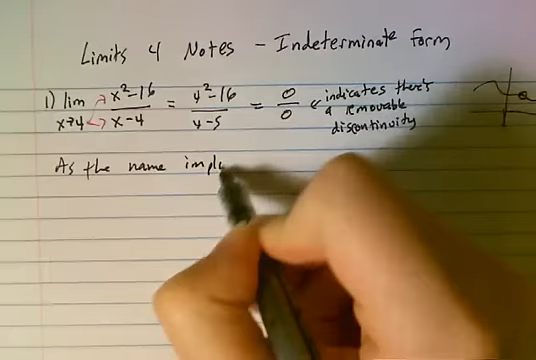 Limits 4 Notes - Indeterminate Form
1) lim x→4 x²-16 / x-4 = 4²-16 / 4-5 = 0/0 ← indicates there's a removable discontinuity
As the name impl